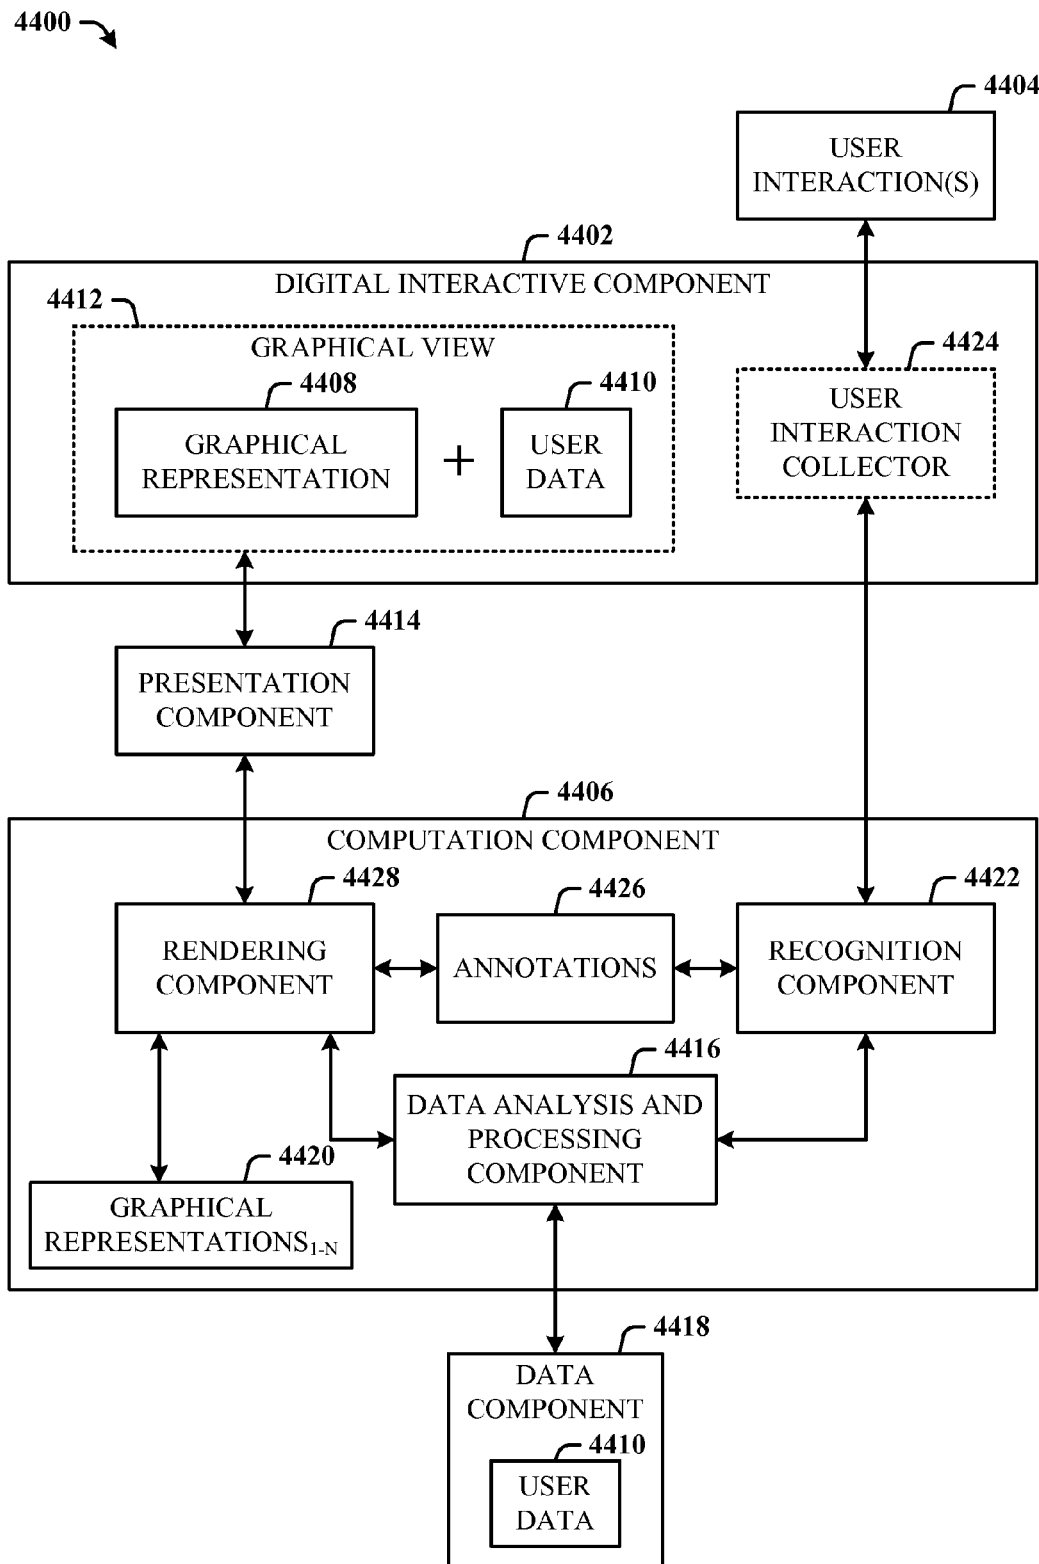 4400
4404
USER
INTERACTION(S)
4402
DIGITAL INTERACTIVE COMPONENT
4412
GRAPHICAL VIEW
4408
GRAPHICAL
REPRESENTATION
+
4410
USER
DATA
4424
USER
INTERACTION
COLLECTOR
4414
PRESENTATION
COMPONENT
4406
COMPUTATION COMPONENT
4428
RENDERING
COMPONENT
4426
ANNOTATIONS
4422
RECOGNITION
COMPONENT
4416
DATA ANALYSIS AND
PROCESSING
COMPONENT
4420
GRAPHICAL
REPRESENTATIONS1-N
4418
DATA
COMPONENT
4410
USER
DATA